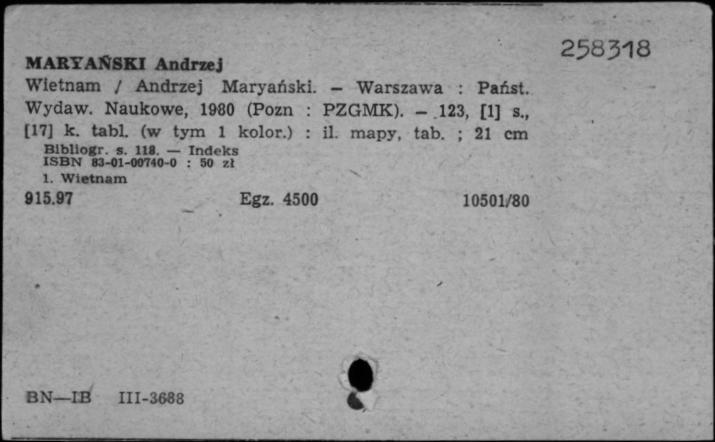 258318
MARYAŃSKI Andrzej
Wietnam / Andrzej Maryański. — Warszawa : Państ.
Wydaw. Naukowe, 1980 (Pozn : PZGMK). — 123, [1] s.,
[17] k. tabl. (w tym 1 kolor.) : il. mapy, tab. ; 21 cm
Bibliogr. s. 118. — Indeks
ISBN 83-01-00740-0 : 50 zł
1. Wietnam
915.97 Egz. 4500 10501/80
BN—IB III-3688